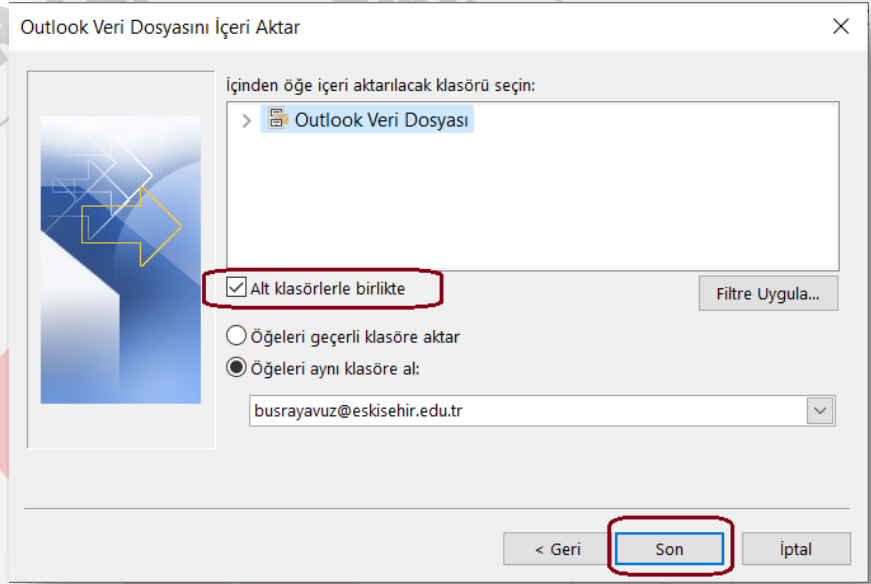 Outlook Veri Dosyasını İçeri Aktar
İçinden öğe içeri aktarılacak klasörü seçin:
Outlook Veri Dosyası
Alt klasörlerle birlikte
Filtre Uygula...
Öğeleri geçerli klasöre aktar
Öğeleri aynı klasöre al:
busrayavuz@eskisehir.edu.tr
< Geri
Son
İptal